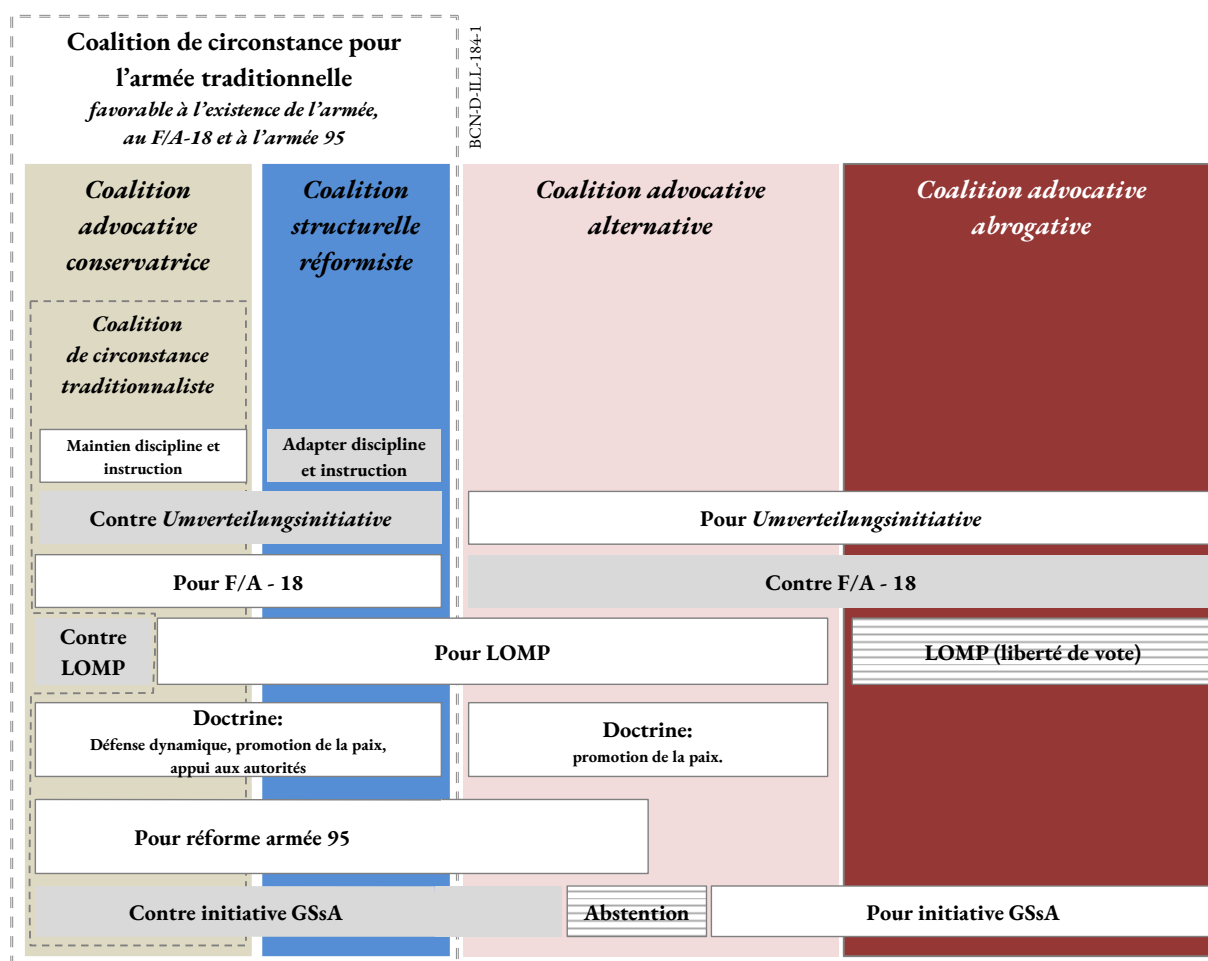 Coalition de circonstance pour
l’armée traditionnelle
favorable à l’existence de l’armée,
au F/A-18 et à l’armée 95
BCN-D-ILL-184-1
Coalition
advocative
conservatrice
Coalition
structurelle
réformiste
Coalition advocative
alternative
Coalition advocative
abrogative
Coalition
de circonstance
traditionnaliste
Maintien discipline et
instruction
Adapter discipline
et instruction
Contre Umverteilungsinitiative
Pour Umverteilungsinitiative
Pour F/A - 18
Contre F/A - 18
Contre
LOMP
Pour LOMP
LOMP (liberté de vote)
Doctrine:
Défense dynamique, promotion de la paix,
appui aux autorités
Doctrine:
promotion de la paix.
Pour réforme armée 95
Contre initiative GSsA
Abstention
Pour initiative GSsA